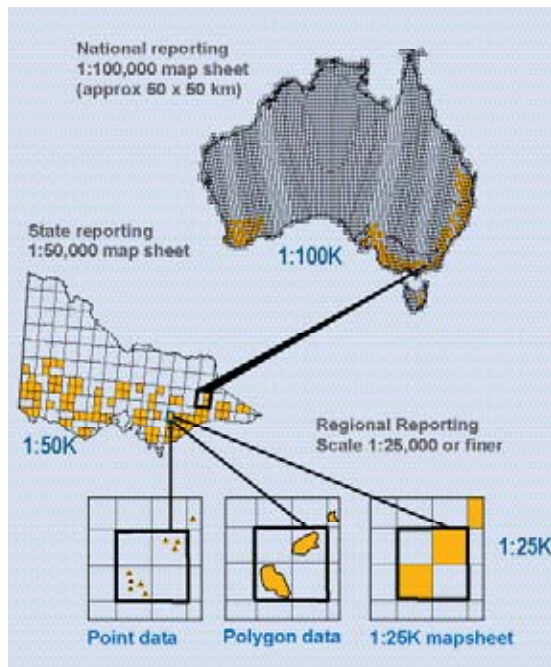 National reporting
1:100,000 map sheet
(approx 50 x 50 km)
State reporting
1:50,000 map sheet
1:100K
1:50K
Regional Reporting
Scale 1:25,000 or finer
1:25K
Point data
Polygon data
1:25K mapsheet